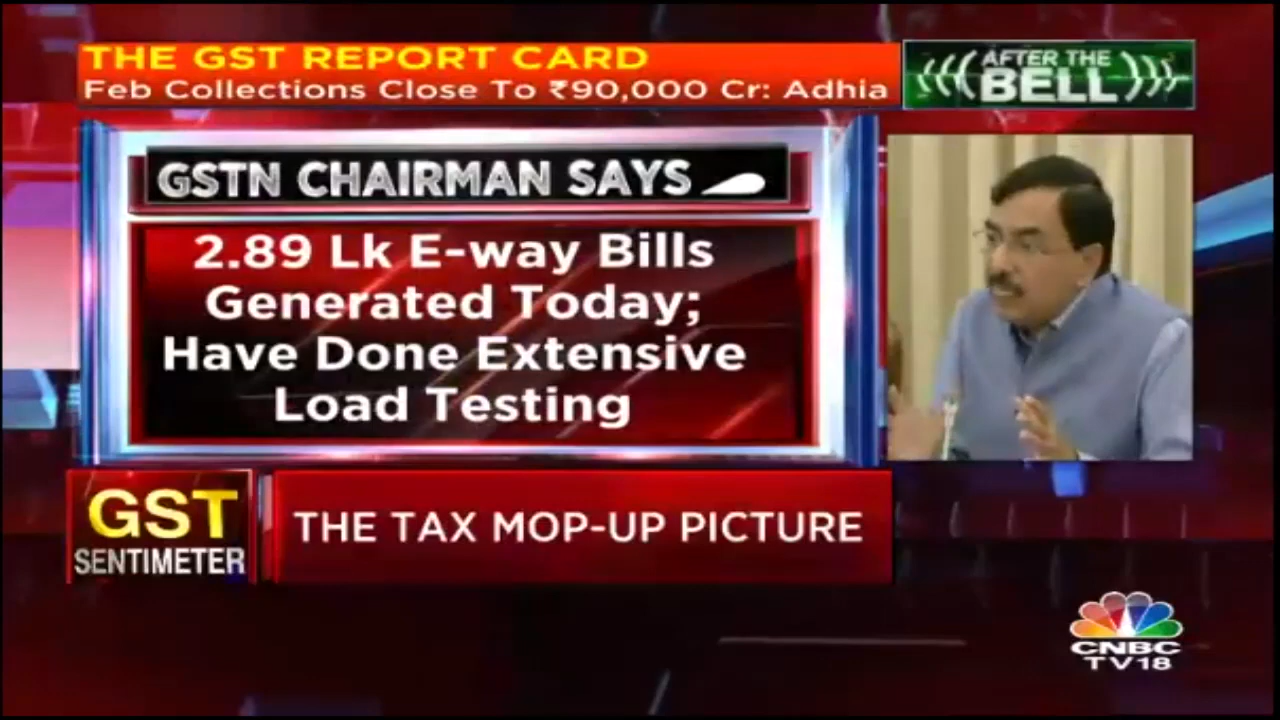 THE GST REPORT CARD
Feb Collections Close To ₹90,000 Cr: Adhia
AFTER THE
BELL
GSTN CHAIRMAN SAYS
2.89 Lk E-way Bills
Generated Today;
Have Done Extensive
Load Testing
GST
SENTIMETER
THE TAX MOP-UP PICTURE
CNBC
TV18